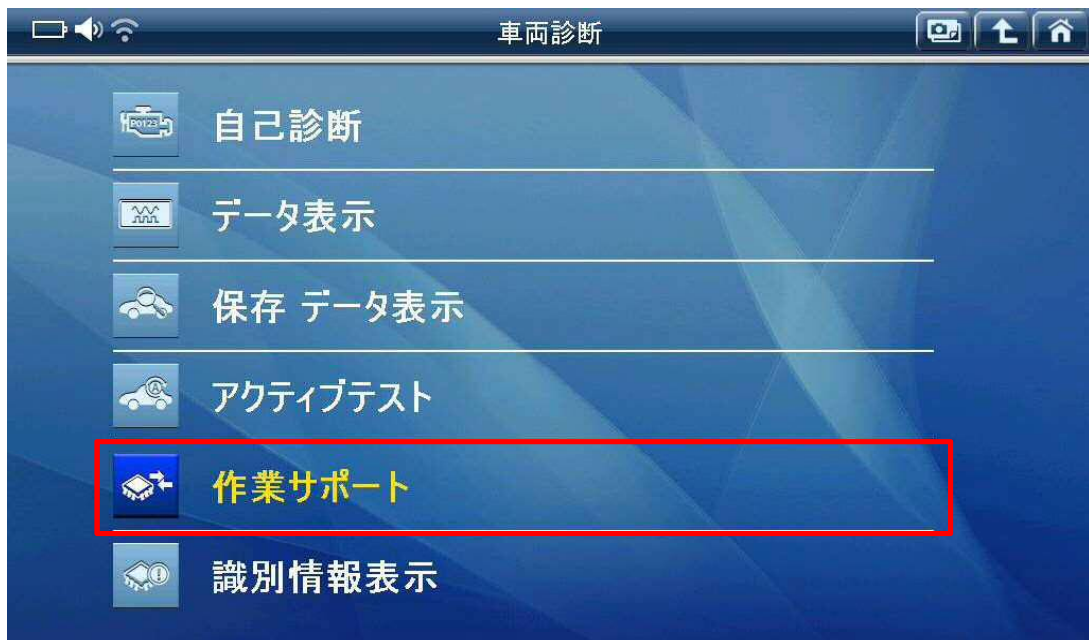 車両診断
自己診断
データ表示
保存 データ表示
アクティブテスト
作業サポート
識別情報表示